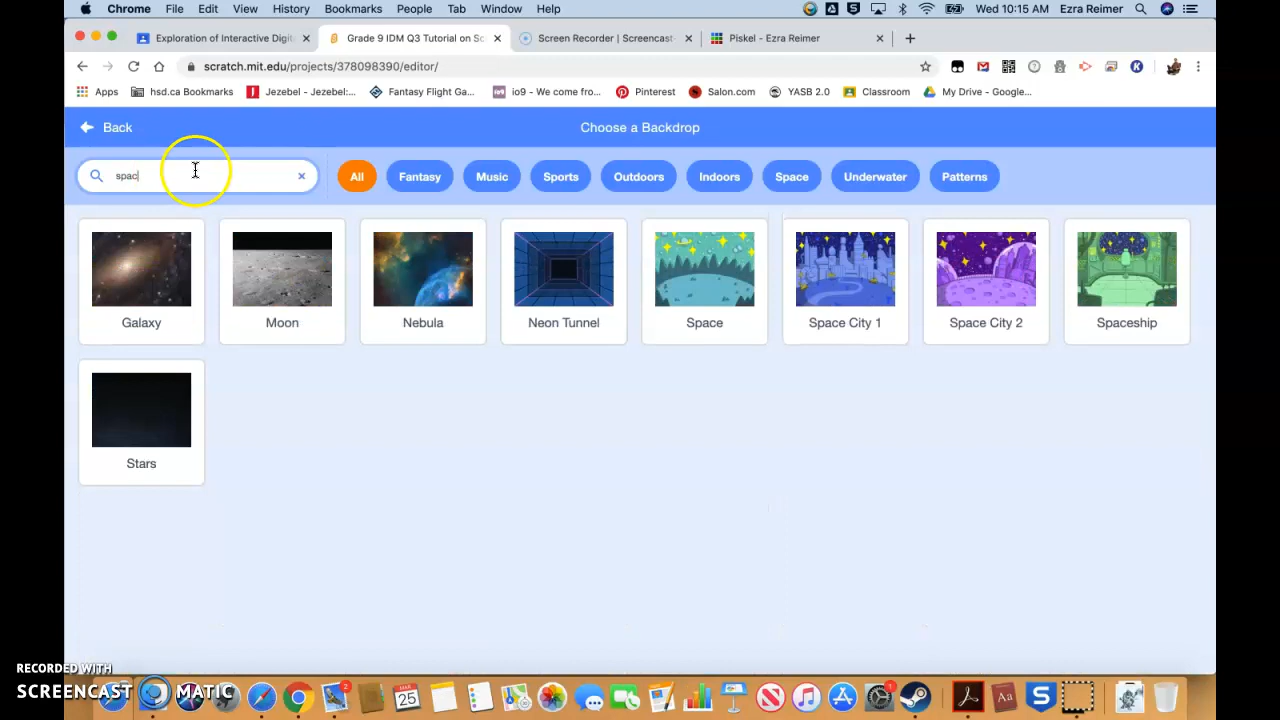 Chrome File Edit View History Bookmarks People Tab Window Help Wed 10:15 AM Ezra Reimer
Exploration of Interactive Digit Grade 9 IDM Q3 Tutorial on Sc Screen Recorder | Screencast- Piskel - Ezra Reimer
scratch.mit.edu/projects/378098390/editor/
Apps hsd.ca Bookmarks Jezebel - Jezebel:... Fantasy Flight Ga... io9 - We come fro... Pinterest Salon.com YASB 2.0 Classroom My Drive - Google...
Back Choose a Backdrop
spac All Fantasy Music Sports Outdoors Indoors Space Underwater Patterns
Galaxy Moon Nebula Neon Tunnel Space Space City 1 Space City 2 Spaceship
Stars
RECORDED WITH
SCREENCAST MATIC
MAR
25
2
1